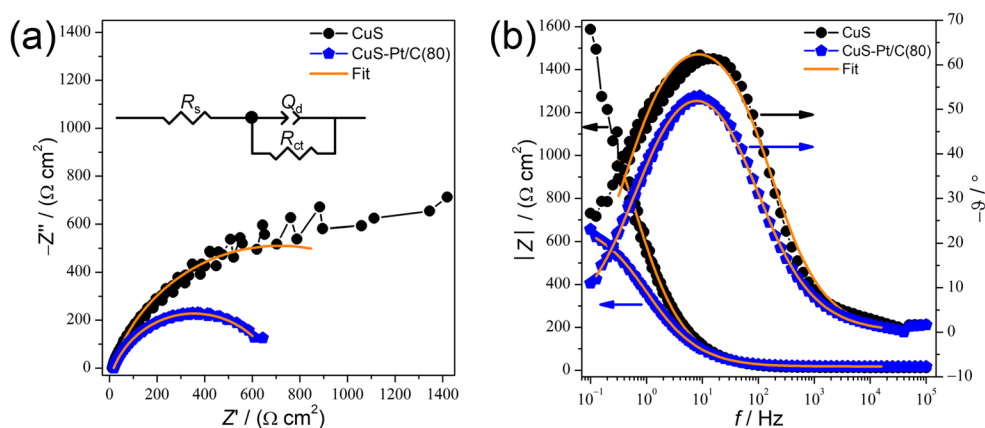 (a)
CuS
CuS-Pt/C(80)
Fit
Rs
Qd
Rct
1400
1200
1000
800
600
400
200
0
−Z'' / (Ω cm²)
0 200 400 600 800 1000 1200 1400
Z' / (Ω cm²)
(b)
CuS
CuS-Pt/C(80)
Fit
1600
1400
1200
1000
800
600
400
200
0
|Z| / (Ω cm²)
70
60
50
40
30
20
10
0
−10
−ϑ / °
10⁻¹ 10⁰ 10¹ 10² 10³ 10⁴ 10⁵
f / Hz